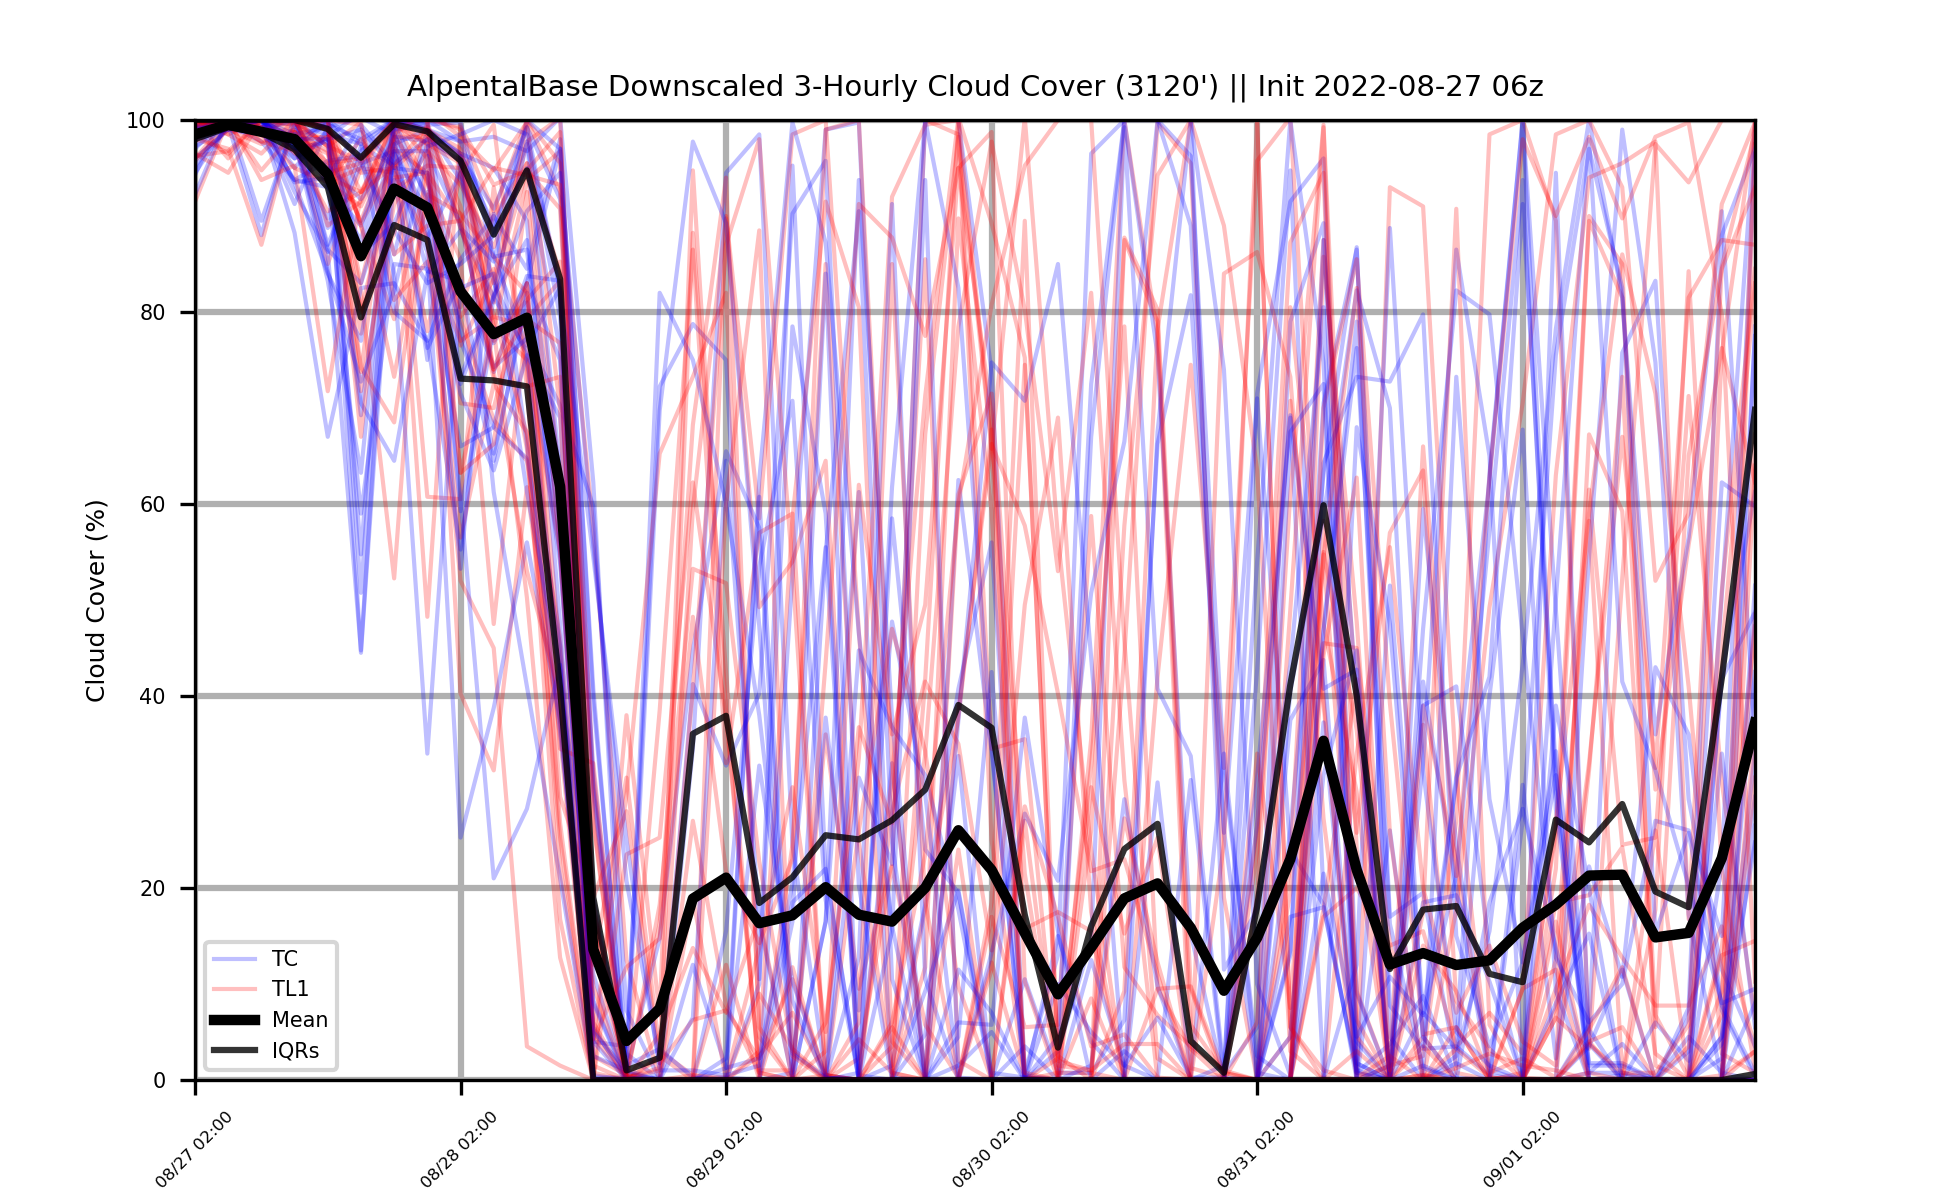 AlpentalBase Downscaled 3-Hourly Cloud Cover (3120') || Init 2022-08-27 06z
Cloud Cover (%)
100
80
60
40
20
0
TC
TL1
Mean
IQRs
08/27 02:00
08/28 02:00
08/29 02:00
08/30 02:00
08/31 02:00
09/01 02:00